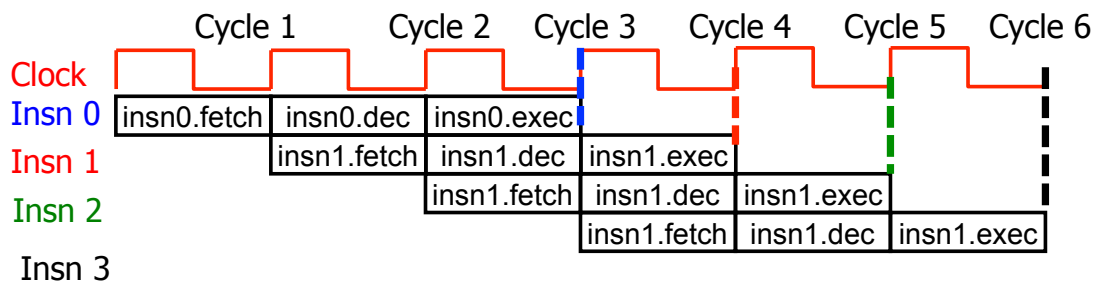 Cycle 1 Cycle 2 Cycle 3 Cycle 4 Cycle 5 Cycle 6
Clock
Insn 0 insn0.fetch insn0.dec insn0.exec
Insn 1 insn1.fetch insn1.dec insn1.exec
Insn 2 insn1.fetch insn1.dec insn1.exec
insn1.fetch insn1.dec insn1.exec
Insn 3